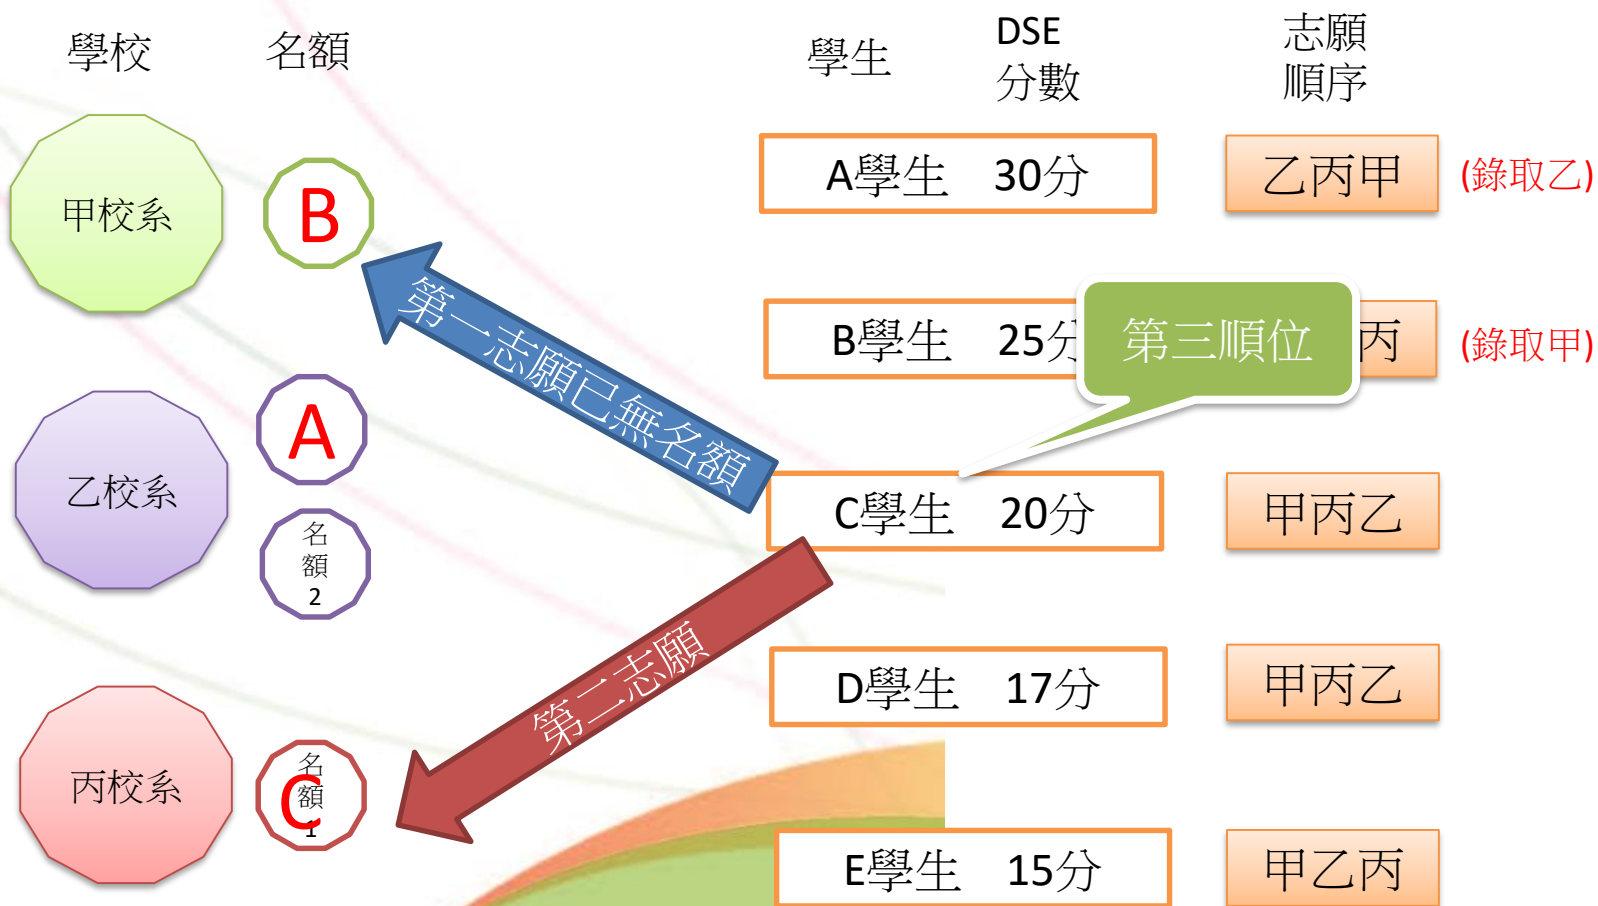 學校
名額
學生
DSE
分數
志願
順序
甲校系
B
A學生 30分
乙丙甲
(錄取乙)
第一志願已無名額
B學生 25分
第三順位
丙
(錄取甲)
乙校系
A
名
額
2
C學生 20分
甲丙乙
第二志願
D學生 17分
甲丙乙
丙校系
名
額
1
C
E學生 15分
甲乙丙